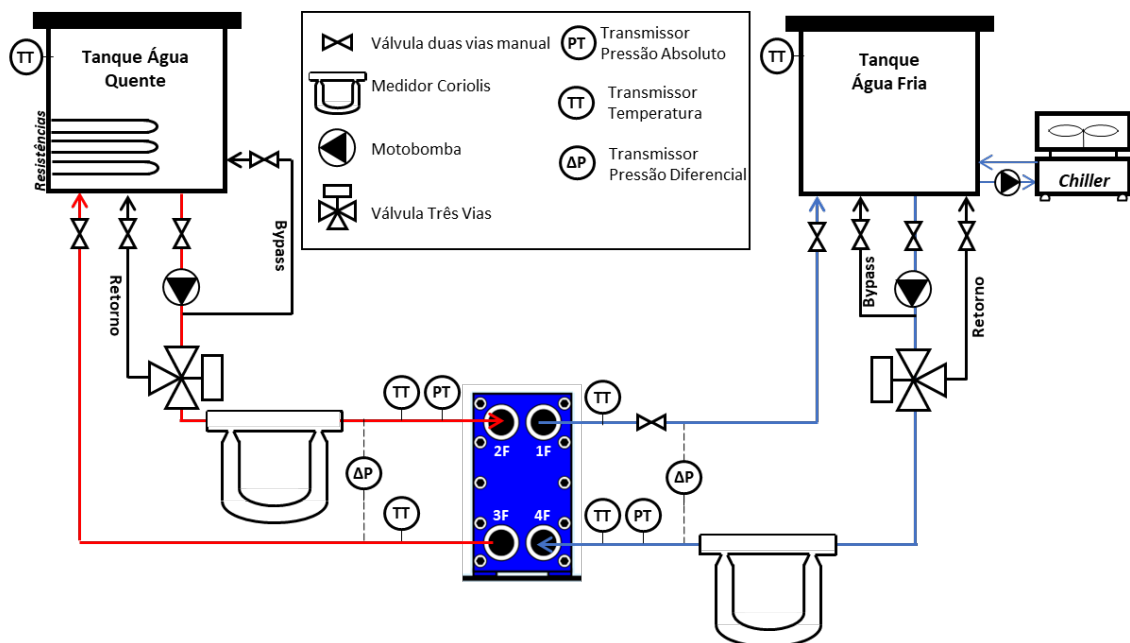 TT
Tanque Água
Quente
Resistências
Bypass
Retorno
Válvula duas vias manual
Medidor Coriolis
Motobomba
Válvula Três Vias
PT
Transmissor
Pressão Absoluto
TT
Transmissor
Temperatura
ΔP
Transmissor
Pressão Diferencial
TT
Tanque
Água Fria
Chiller
Bypass
Retorno
TT
PT
TT
2F
1F
ΔP
ΔP
TT
3F
4F
TT
PT